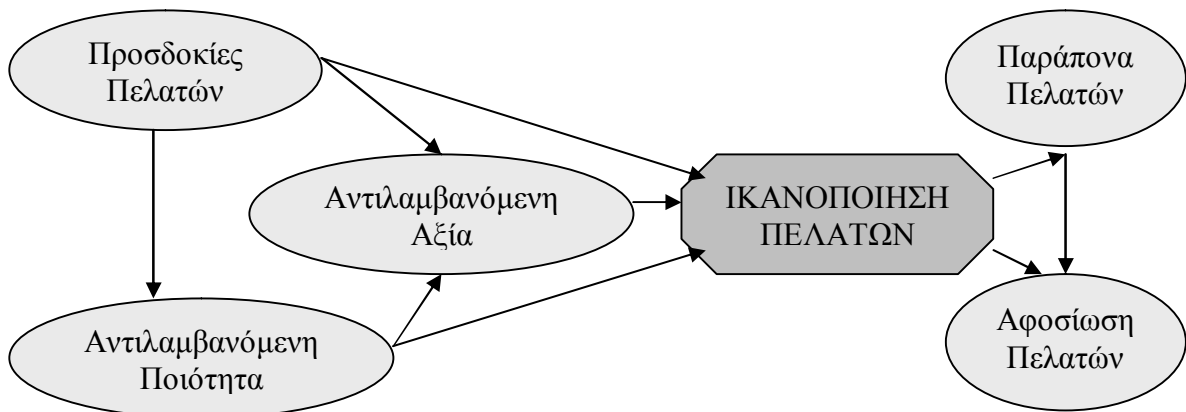 Προσδοκίες
Πελατών
Παράπονα
Πελατών
Αντιλαμβανόμενη
Αξία
ΙΚΑΝΟΠΟΙΗΣΗ
ΠΕΛΑΤΩΝ
Αντιλαμβανόμενη
Ποιότητα
Αφοσίωση
Πελατών